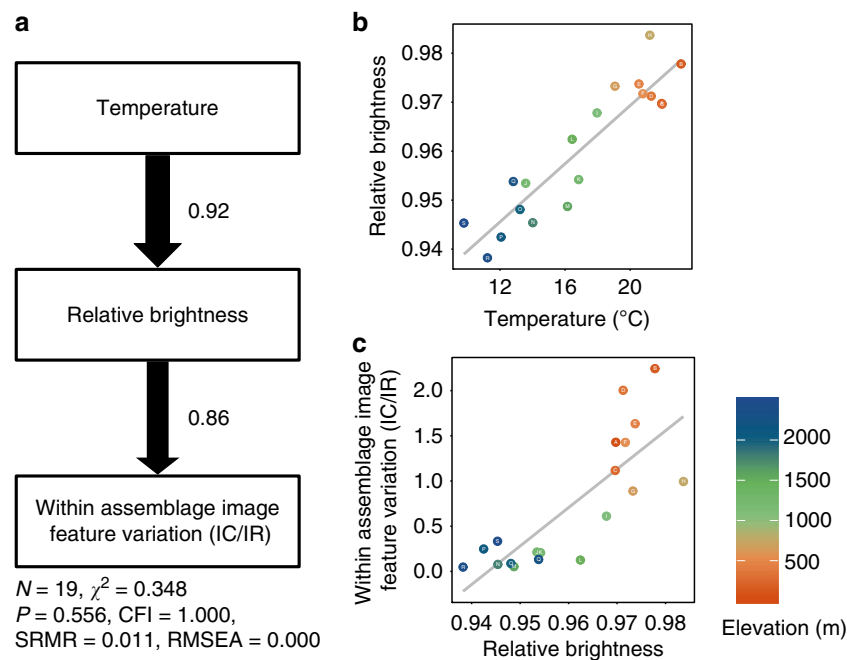 a
Temperature
0.92
Relative brightness
0.86
Within assemblage image
feature variation (IC/IR)
N = 19, χ² = 0.348
P = 0.556, CFI = 1.000,
SRMR = 0.011, RMSEA = 0.000
b
Relative brightness
0.98
0.97
0.96
0.95
0.94
12 16 20
Temperature (°C)
c
Within assemblage image
feature variation (IC/IR)
2.0
1.5
1.0
0.5
0.0
0.94 0.95 0.96 0.97 0.98
Relative brightness
2000
1500
1000
500
Elevation (m)